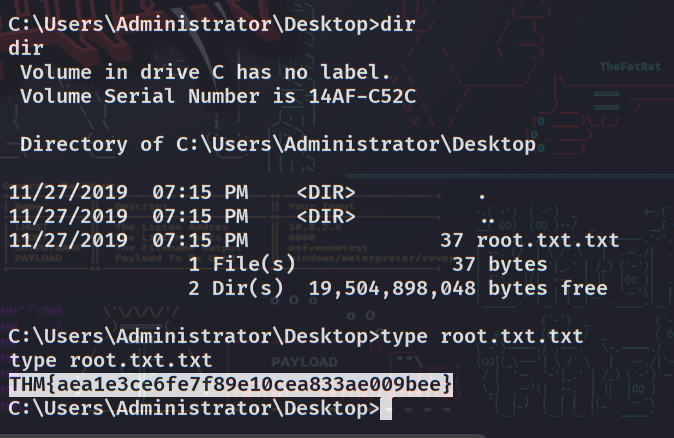 C:\Users\Administrator\Desktop>dir
dir
 Volume in drive C has no label.
 Volume Serial Number is 14AF-C52C
TheFatRat

 Directory of C:\Users\Administrator\Desktop

11/27/2019  07:15 PM    <DIR>          .
11/27/2019  07:15 PM    <DIR>          ..
11/27/2019  07:15 PM                37 root.txt.txt
               1 File(s)             37 bytes
               2 Dir(s)  19,504,898,048 bytes free

C:\Users\Administrator\Desktop>type root.txt.txt
type root.txt.txt
PAYLOAD
THM{aea1e3ce6fe7f89e10cea833ae009bee}
C:\Users\Administrator\Desktop>